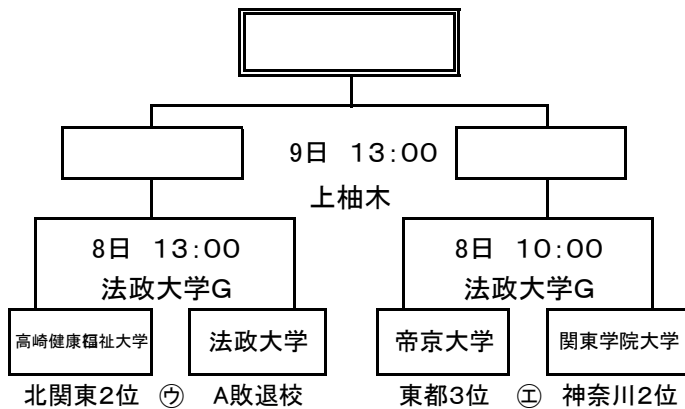 9日 13:00
上柚木
8日 13:00 8日 10:00
法政大学G 法政大学G
高崎健康福祉大学 法政大学 帝京大学 関東学院大学
北関東2位 ㋒ A敗退校 東都3位 ㋓ 神奈川2位